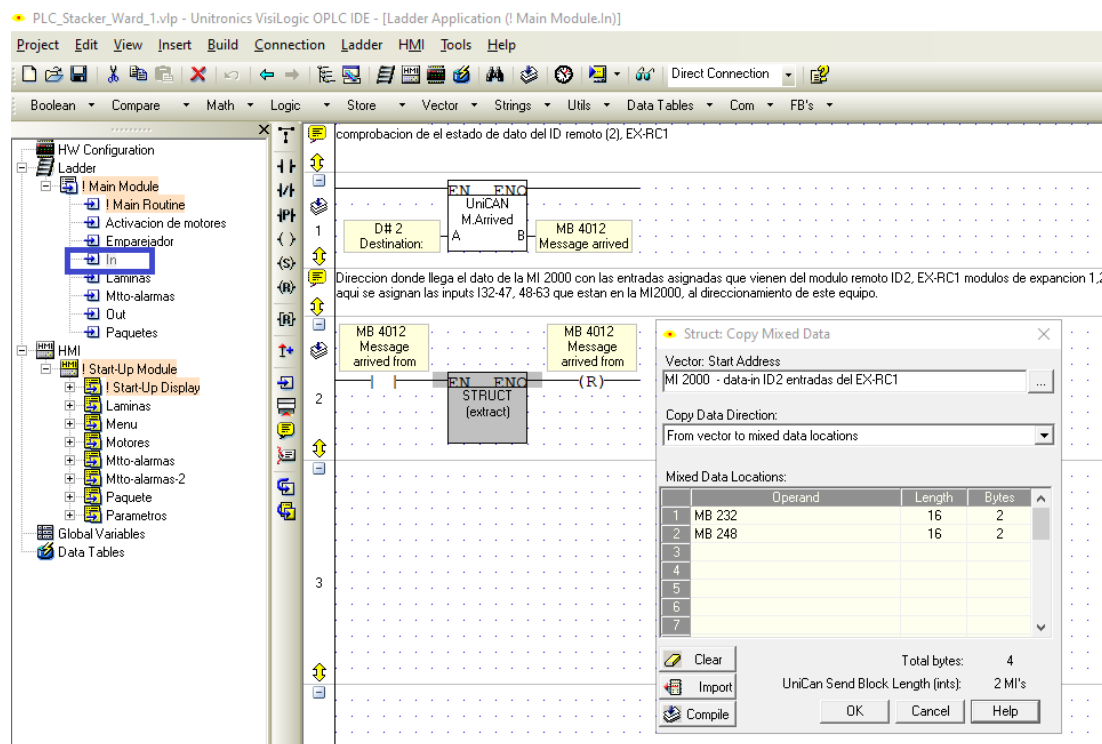 PLC_Stacker_Ward_1.vlp - Unitronics VisiLogic OPLC IDE - [Ladder Application (! Main Module.In)]
Project Edit View Insert Build Connection Ladder HMI Tools Help
Direct Connection
Boolean Compare Math Logic Store Vector Strings Utils Data Tables Com FB's
HW Configuration
Ladder
! Main Module
! Main Routine
Activacion de motores
Emparejador
In
Laminas
Mtto-alarmas
Out
Paquetes
HMI
! Start-Up Module
! Start-Up Display
Laminas
Menu
Motores
Mtto-alarmas
Mtto-alarmas-2
Paquete
Parametros
Global Variables
Data Tables
comprobacion de el estado de dato del ID remoto (2), EX-RC1
1
EN ENO
UniCAN
M.Arrived
A B
D# 2
Destination:
MB 4012
Message arrived
Direccion donde llega el dato de la MI 2000 con las entradas asignadas que vienen del modulo remoto ID2, EX-RC1 modulos de expancion 1,2
aqui se asignan las inputs I32-47, 48-63 que estan en la MI2000, al direccionamiento de este equipo.
2
MB 4012
Message
arrived from
EN ENO
STRUCT
(extract)
MB 4012
Message
arrived from
(R)
3
Struct: Copy Mixed Data
Vector: Start Address
MI 2000 - data-in ID2 entradas del EX-RC1
...
Copy Data Direction:
From vector to mixed data locations
Mixed Data Locations:
Operand Length Bytes
1 MB 232 16 2
2 MB 248 16 2
3
4
5
6
7
Clear
Total bytes: 4
Import
UniCan Send Block Length (ints): 2 MI's
Compile
OK Cancel Help